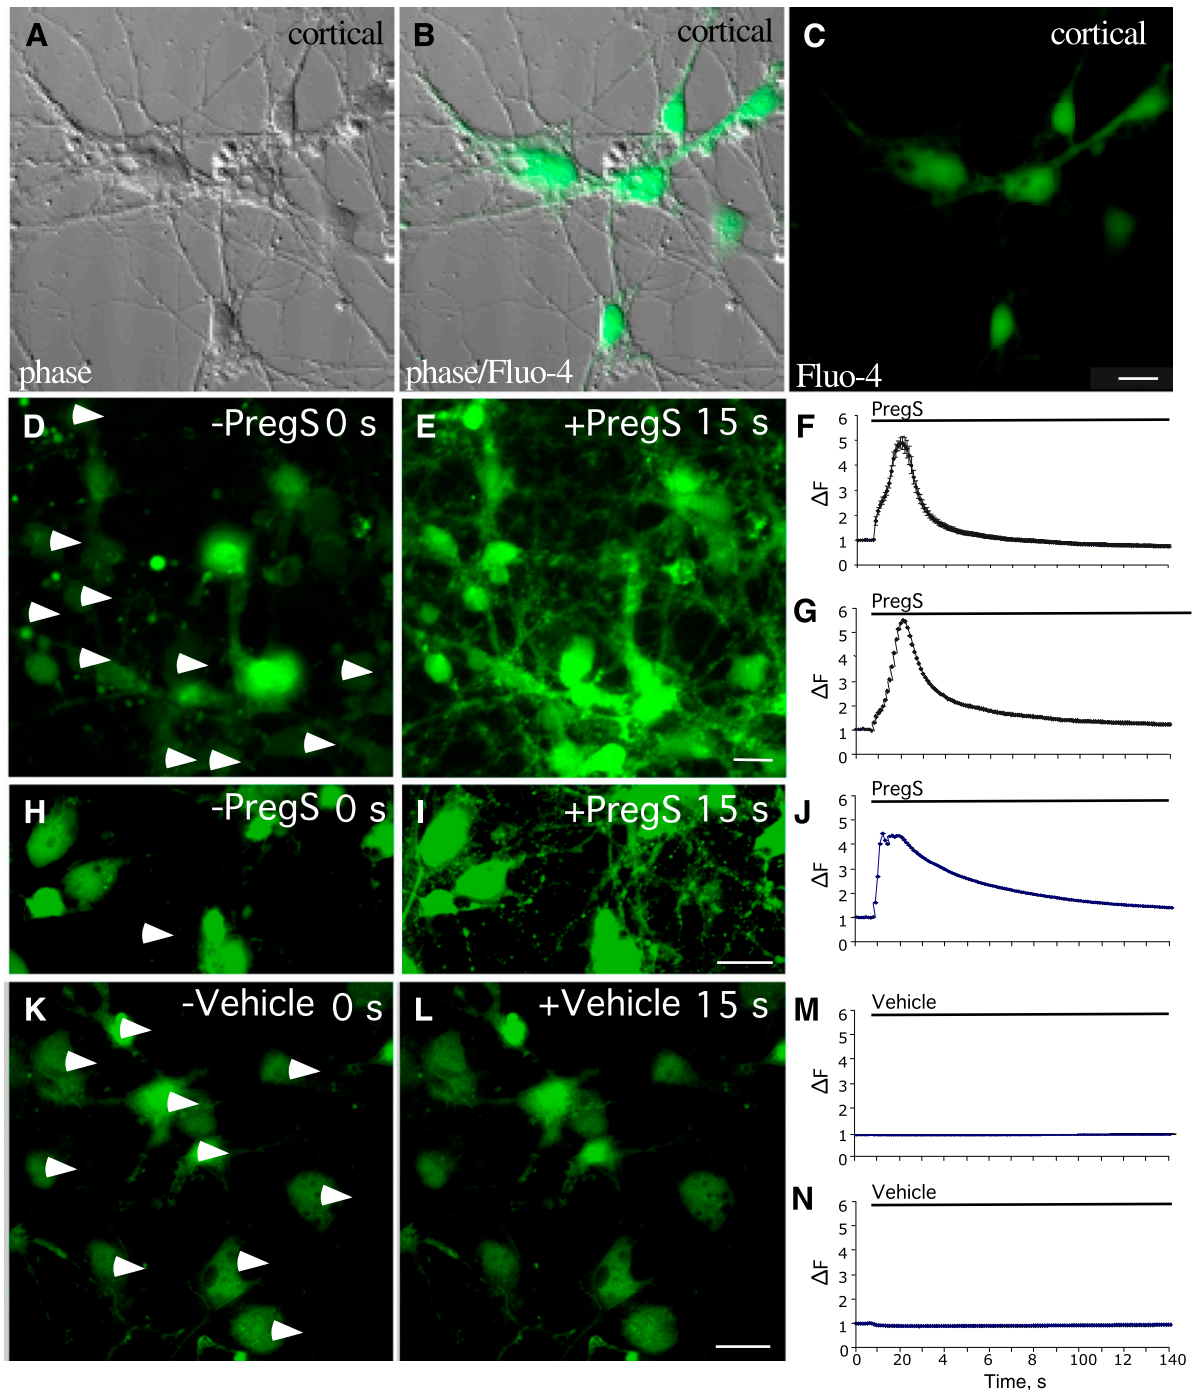 A
cortical
phase
B
cortical
phase/Fluo-4
C
cortical
Fluo-4
D
-PregS 0 s
E
+PregS 15 s
F
PregS
ΔF
6
5
4
3
2
1
0
G
PregS
ΔF
6
5
4
3
2
1
0
H
-PregS 0 s
I
+PregS 15 s
J
PregS
ΔF
6
5
4
3
2
1
0
K
-Vehicle 0 s
L
+Vehicle 15 s
M
Vehicle
ΔF
6
5
4
3
2
1
0
N
Vehicle
ΔF
6
5
4
3
2
1
0
0 20 4 6 8 100 12 140
Time, s